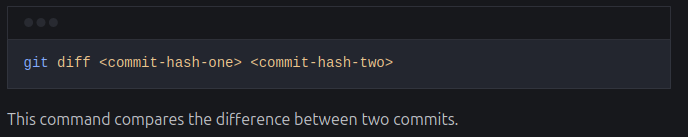 git diff <commit-hash-one> <commit-hash-two>
This command compares the difference between two commits.